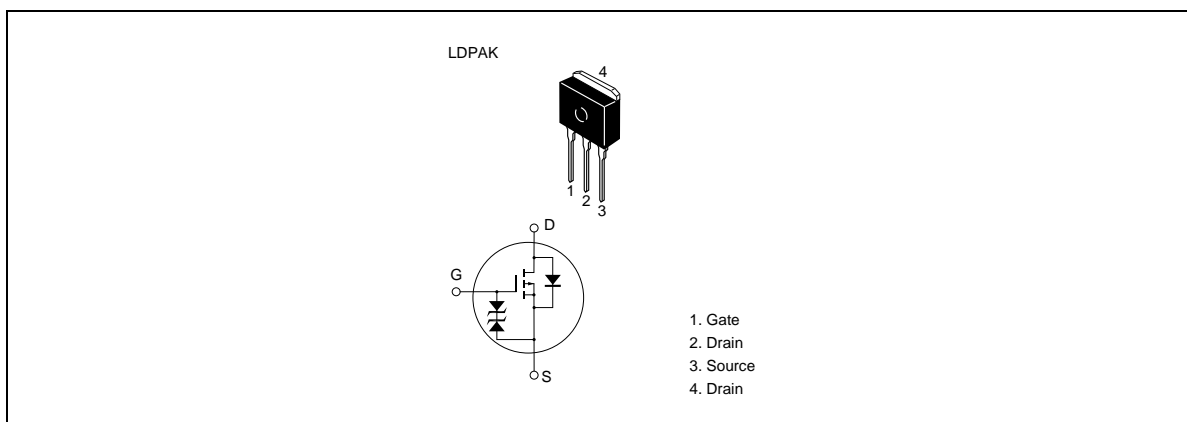 LDPAK
4
1
2
3
D
G
S
1. Gate
2. Drain
3. Source
4. Drain